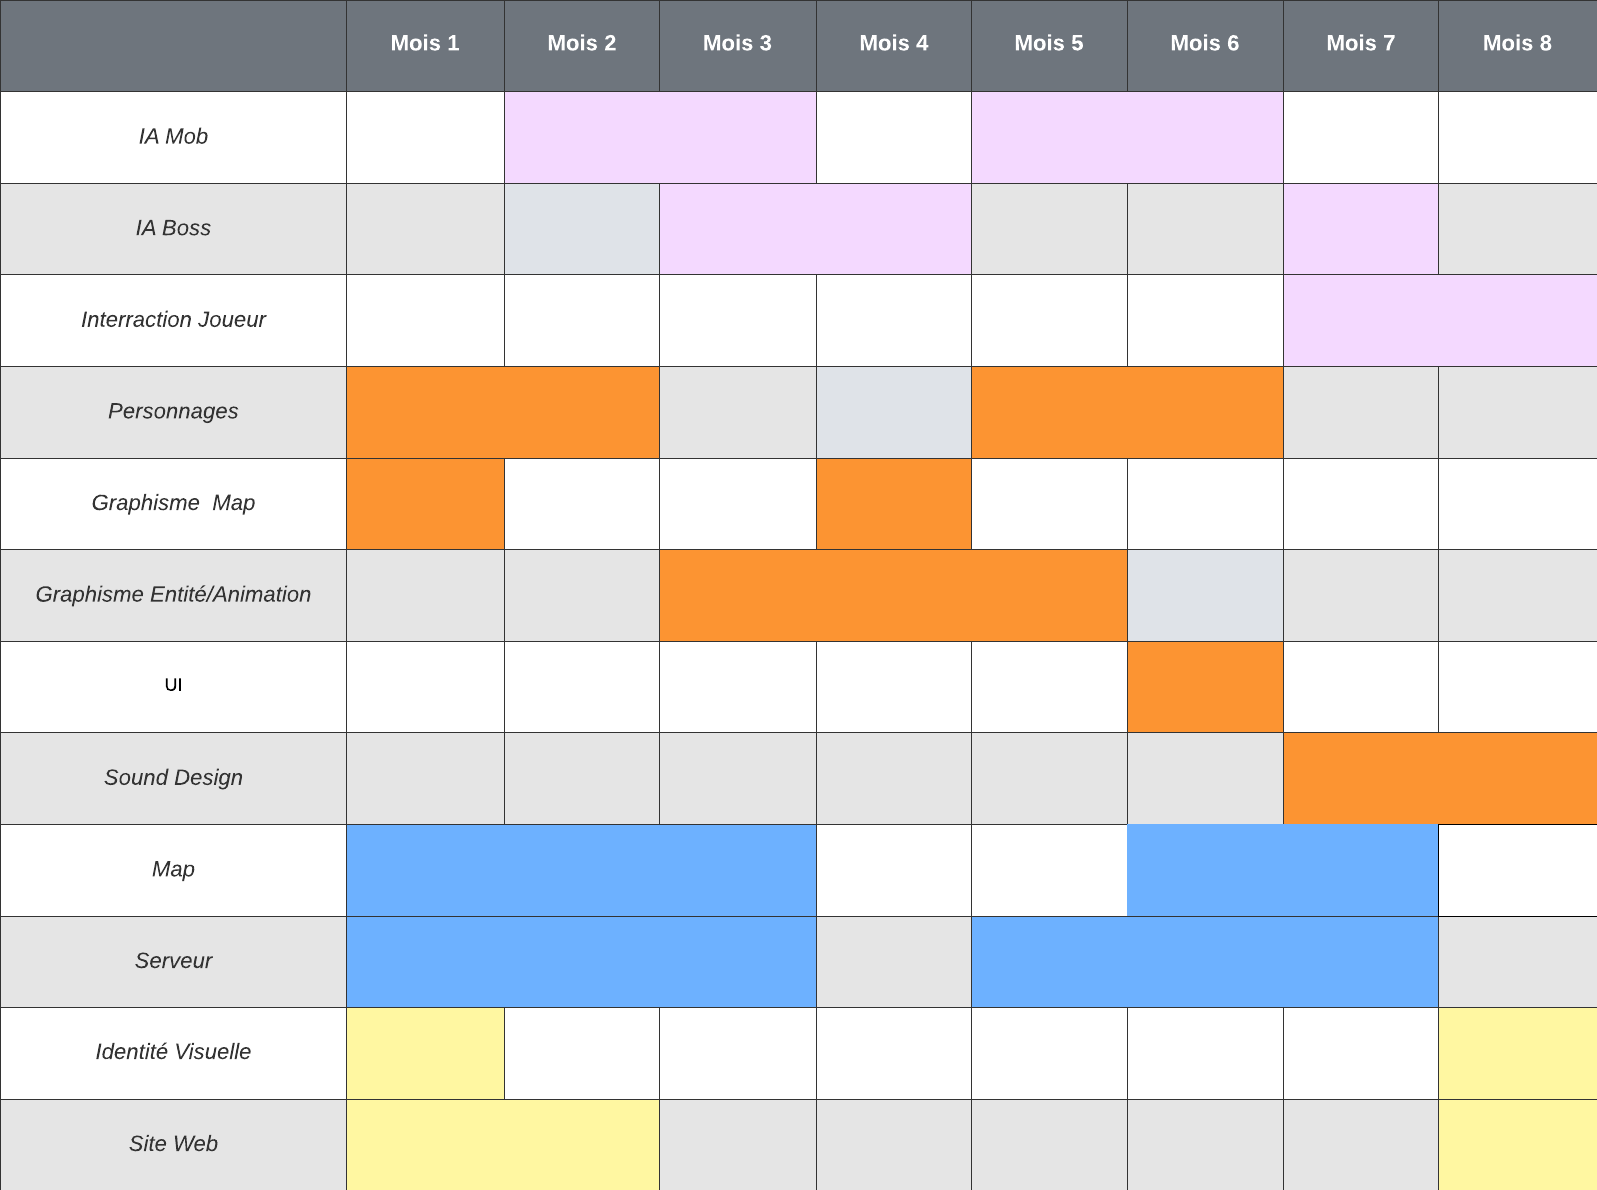 Mois 1 Mois 2 Mois 3 Mois 4 Mois 5 Mois 6 Mois 7 Mois 8
IA Mob
IA Boss
Interraction Joueur
Personnages
Graphisme  Map
Graphisme Entité/Animation
UI
Sound Design
Map
Serveur
Identité Visuelle
Site Web